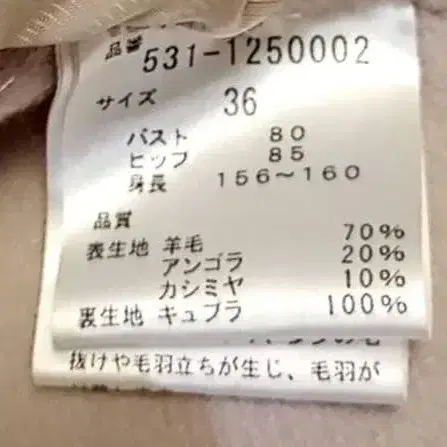 品番 531-1250002
サイズ 36
バスト 80
ヒップ 85
身長 156～160
品質
表生地 羊毛 70%
アンゴラ 20%
カシミヤ 10%
裏生地 キュプラ 100%
抜けや毛羽立ちが生じ、毛羽が